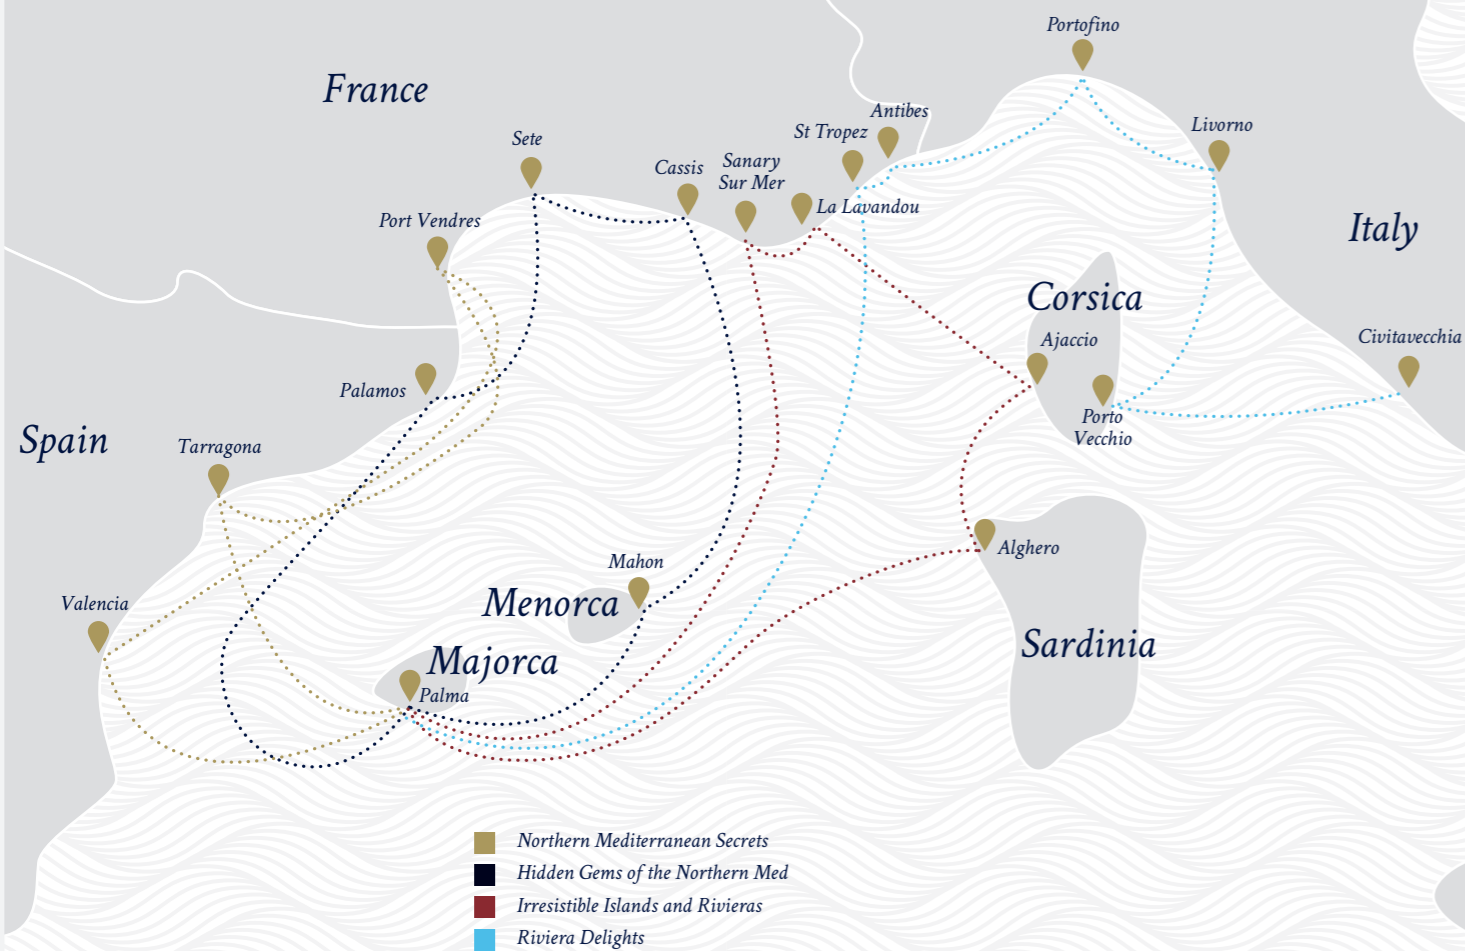 Portofino
France
Antibes
Livorno
St Tropez
Sete
Sanary
Sur Mer
Cassis
La Lavandou
Port Vendres
Italy
Corsica
Ajaccio
Civitavecchia
Palamos
Porto
Vecchio
Spain
Tarragona
Alghero
Mahon
Menorca
Valencia
Sardinia
Majorca
Palma
Northern Mediterranean Secrets
Hidden Gems of the Northern Med
Irresistible Islands and Rivieras
Riviera Delights